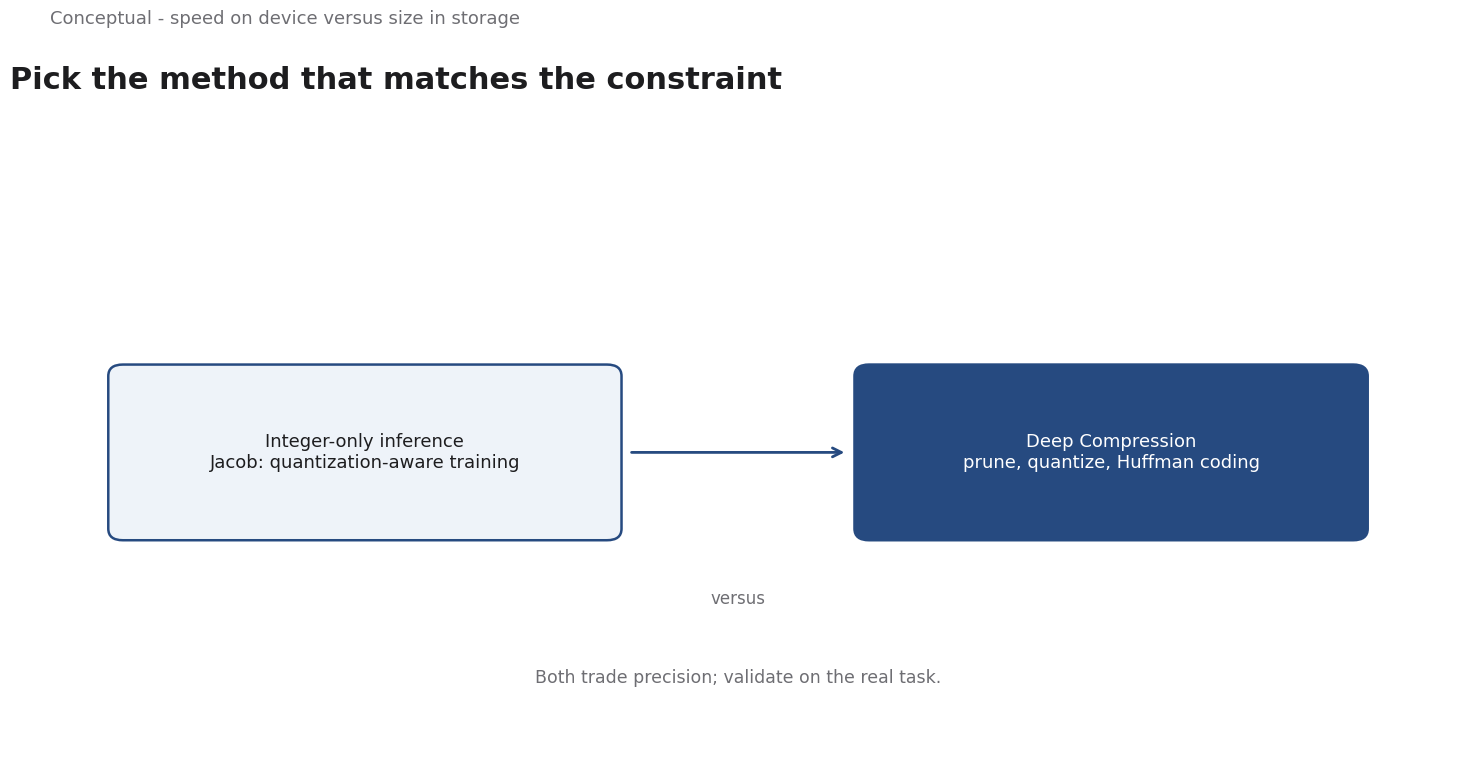 Conceptual - speed on device versus size in storage
Pick the method that matches the constraint
Integer-only inference
Jacob: quantization-aware training
Deep Compression
prune, quantize, Huffman coding
versus
Both trade precision; validate on the real task.